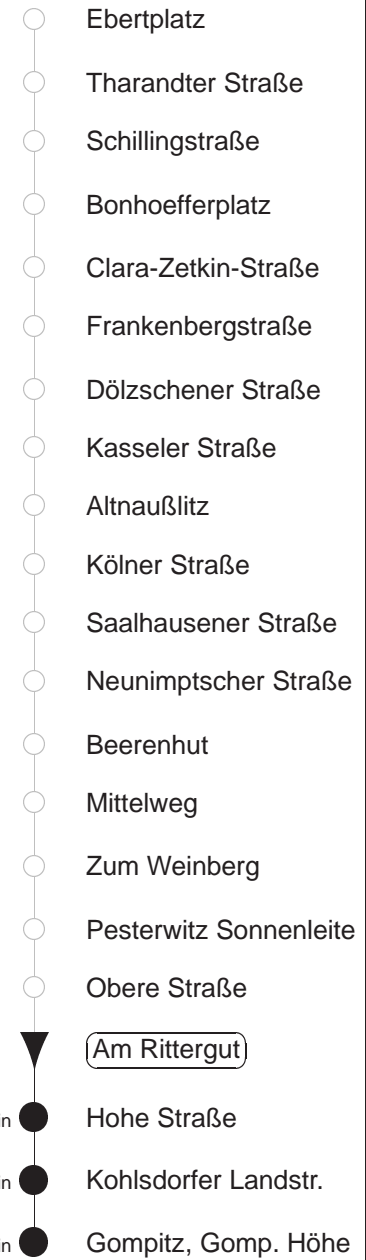 Ebertplatz
Tharandter Straße
Schillingstraße
Bonhoefferplatz
Clara-Zetkin-Straße
Frankenbergstraße
Dölzschener Straße
Kasseler Straße
Altnaußlitz
Kölner Straße
Saalhausener Straße
Neunimptscher Straße
Beerenhut
Mittelweg
Zum Weinberg
Pesterwitz Sonnenleite
Obere Straße
Am Rittergut
Hohe Straße
Kohlsdorfer Landstr.
Gompitz, Gomp. Höhe